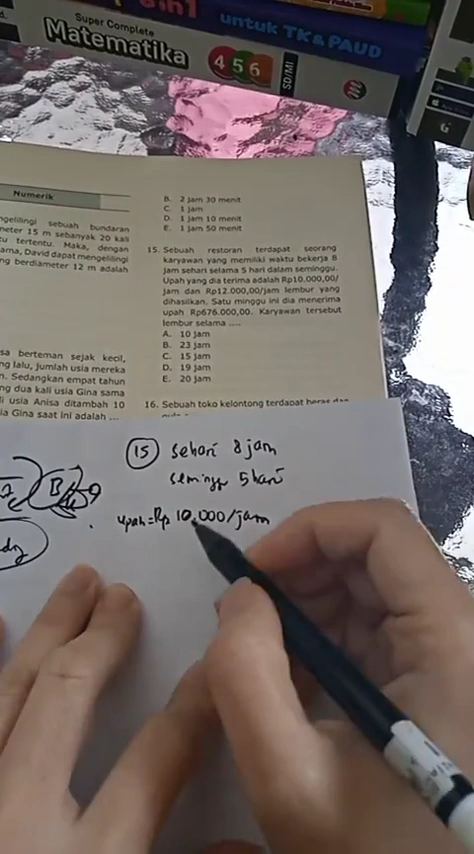 untuk TK & PAUD
Super Complete
Matematika
4 5 6
SD/MI
Numerik
ngelilingi sebuah bundaran
meter 15 m sebanyak 20 kali
tu tertentu. Maka, dengan
ama, David dapat mengelilingi
ng berdiameter 12 m adalah
sa berteman sejak kecil,
ng lalu, jumlah usia mereka
n. Sedangkan empat tahun
ng dua kali usia Gina sama
li usia Anisa ditambah 10
ia Gina saat ini adalah ...
B. 2 jam 30 menit
C. 1 jam
D. 1 jam 10 menit
E. 1 jam 50 menit
15. Sebuah restoran terdapat seorang
karyawan yang memiliki waktu bekerja 8
jam sehari selama 5 hari dalam seminggu.
Upah yang dia terima adalah Rp10.000,00/
jam dan Rp12.000,00/jam lembur yang
dihasilkan. Satu minggu ini dia menerima
upah Rp676.000,00. Karyawan tersebut
lembur selama ....
A. 10 jam
B. 23 jam
C. 15 jam
D. 19 jam
E. 20 jam
16. Sebuah toko kelontong terdapat beras dan
15 sehari 8 jam
seminggu 5 hari
upah = Rp 10.000/jam